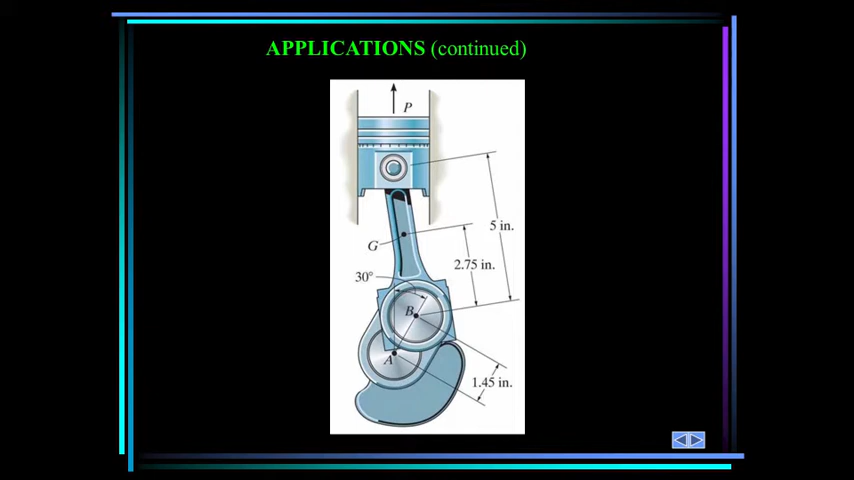 APPLICATIONS (continued)
P
5 in.
G
2.75 in.
30°
B
A
1.45 in.